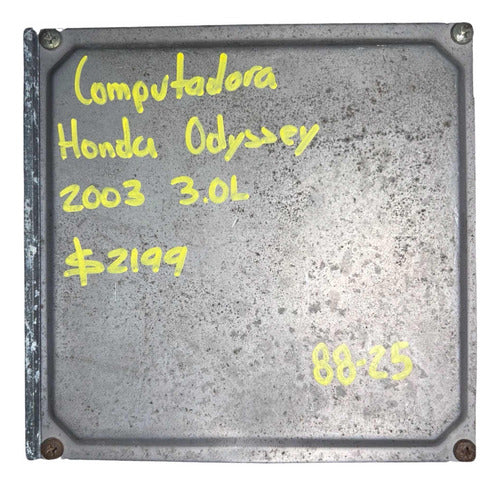 Computadora
Honda Odyssey
2003 3.0L
$2199
88-25